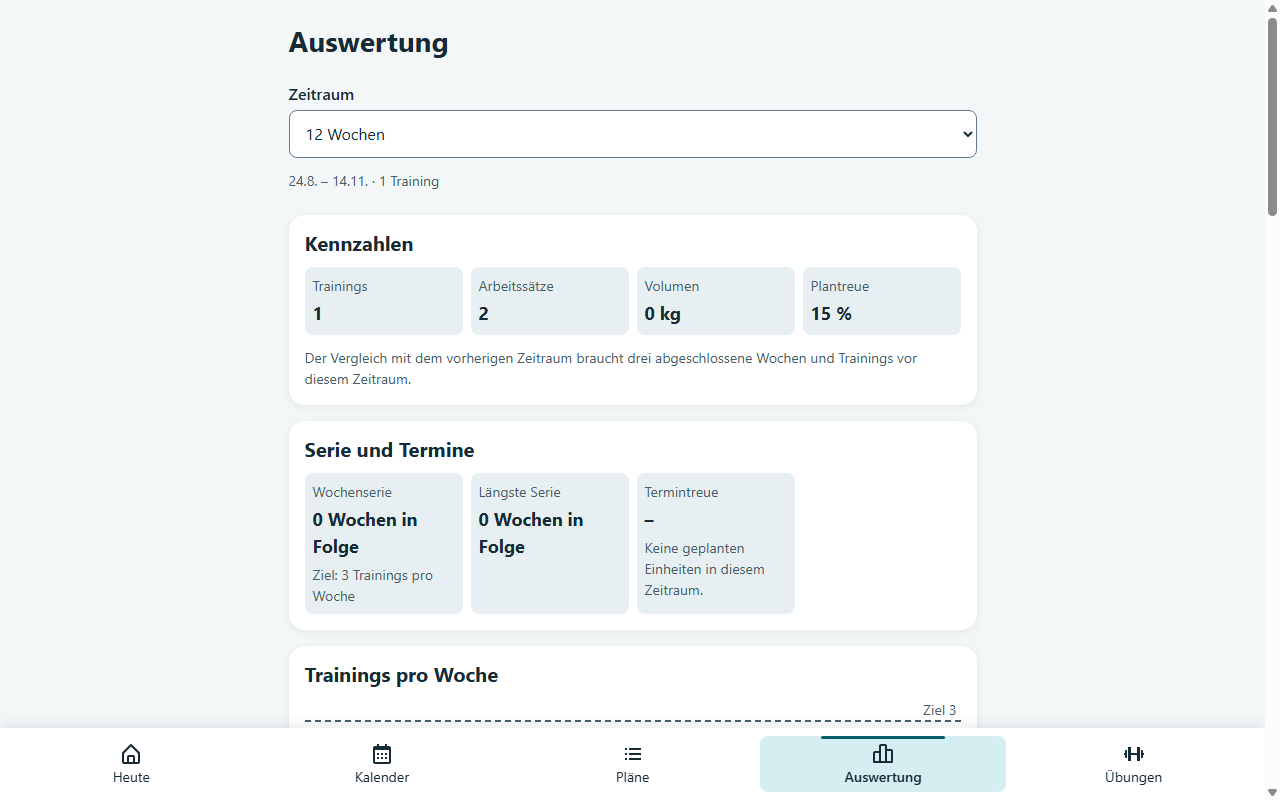 Auswertung
Zeitraum
12 Wochen
24.8. – 14.11. · 1 Training
Kennzahlen
Trainings
1
Arbeitssätze
2
Volumen
0 kg
Plantreue
15 %
Der Vergleich mit dem vorherigen Zeitraum braucht drei abgeschlossene Wochen und Trainings vor
diesem Zeitraum.
Serie und Termine
Wochenserie
0 Wochen in
Folge
Ziel: 3 Trainings pro
Woche
Längste Serie
0 Wochen in
Folge
Termintreue
–
Keine geplanten
Einheiten in diesem
Zeitraum.
Trainings pro Woche
Ziel 3
Heute
Kalender
Pläne
Auswertung
Übungen